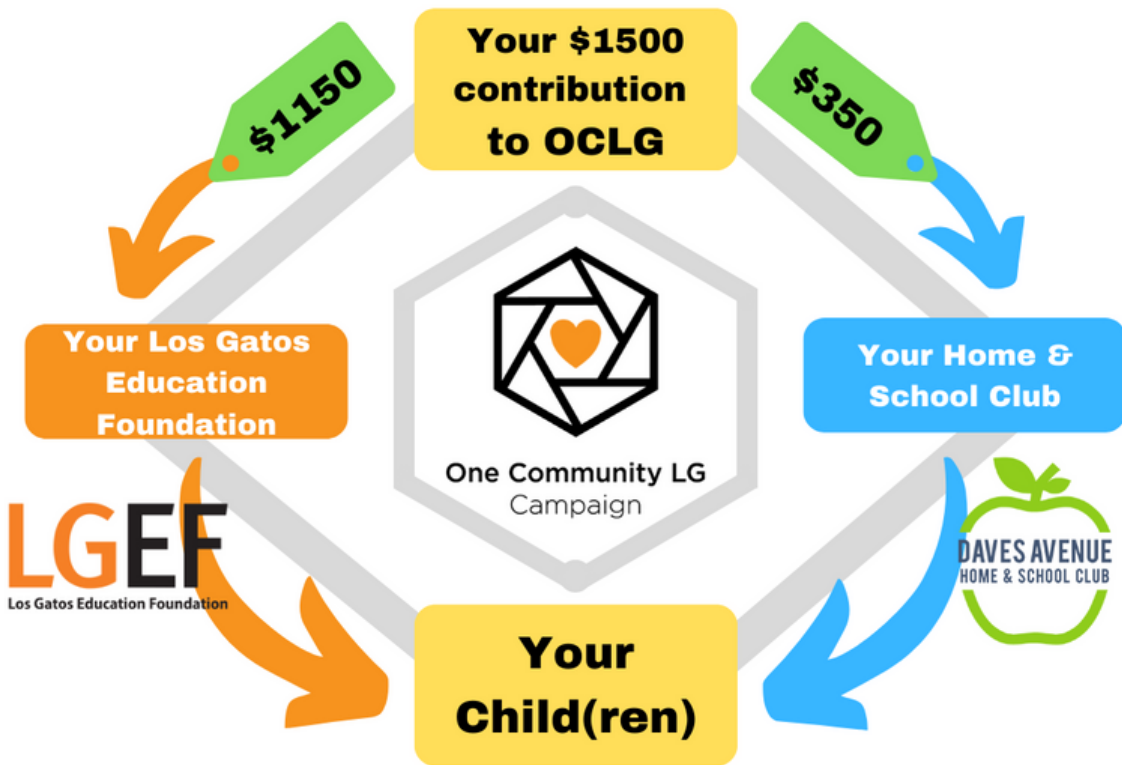 Your $1500
contribution
to OCLG
$1150
$350
Your Los Gatos
Education
Foundation
Your Home &
School Club
One Community LG
Campaign
LGEF
Los Gatos Education Foundation
DAVES AVENUE
HOME & SCHOOL CLUB
Your
Child(ren)